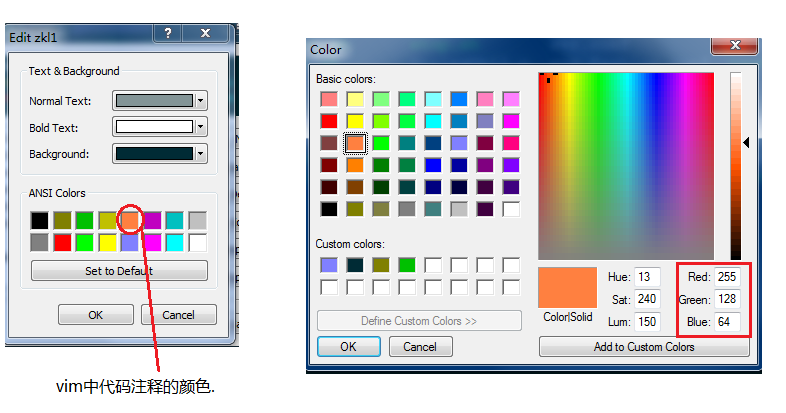 Edit zkl1
Text & Background
Normal Text:
Bold Text:
Background:
ANSI Colors
Set to Default
OK
Cancel
vim中代码注释的颜色.
Color
Basic colors:
Custom colors:
Define Custom Colors >>
OK
Cancel
Color|Solid
Hue: 13
Sat: 240
Lum: 150
Red: 255
Green: 128
Blue: 64
Add to Custom Colors